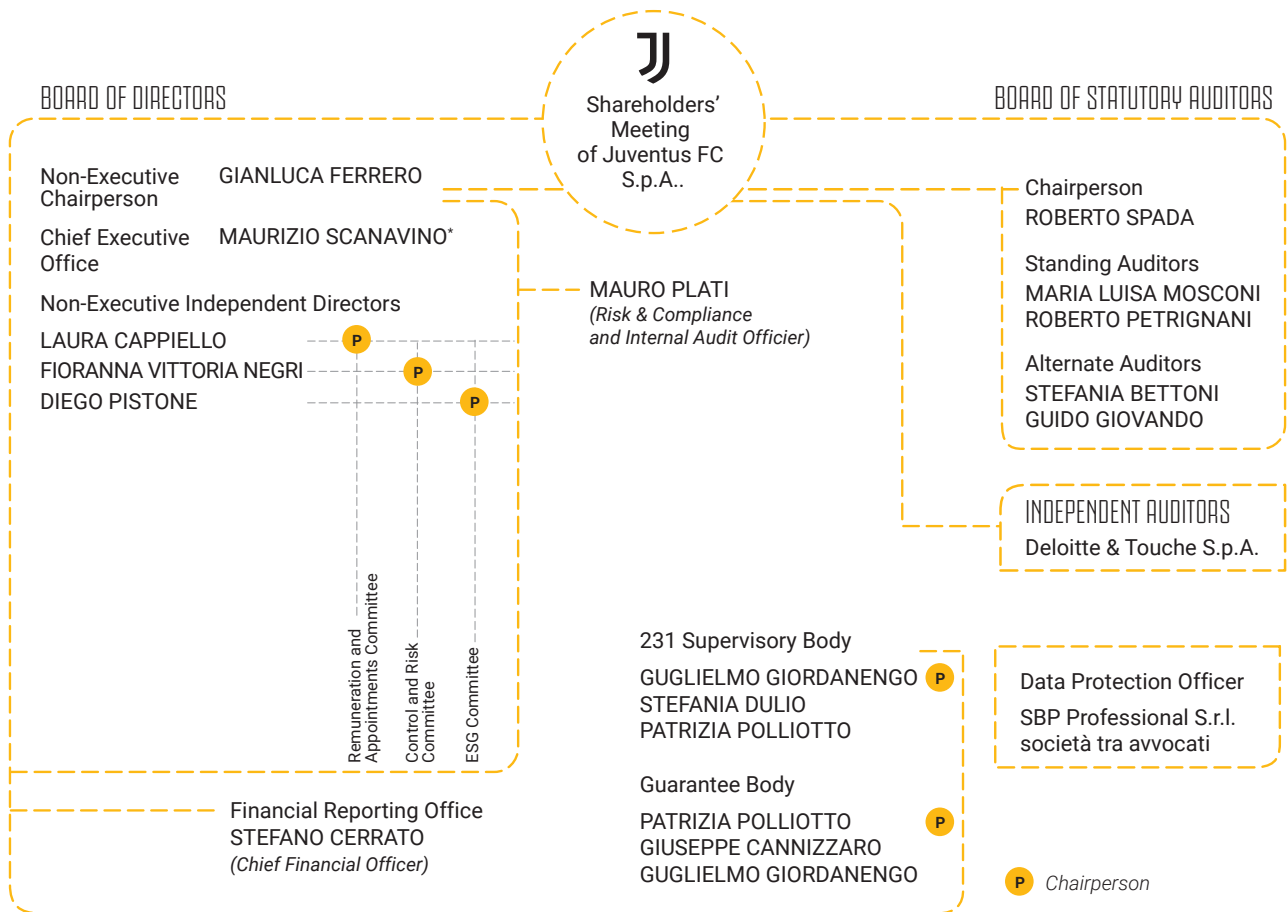 Shareholders'
Meeting
of Juventus FC
S.p.A..
BOARD OF DIRECTORS
Non-Executive
Chairperson
GIANLUCA FERRERO
Chief Executive
Office
MAURIZIO SCANAVINO*
Non-Executive Independent Directors
LAURA CAPPIELLO
P
FIORANNA VITTORIA NEGRI
P
DIEGO PISTONE
P
Remuneration and
Appointments Committee
Control and Risk
Committee
ESG Committee
MAURO PLATI
(Risk & Compliance
and Internal Audit Officier)
Financial Reporting Office
STEFANO CERRATO
(Chief Financial Officer)
BOARD OF STATUTORY AUDITORS
Chairperson
ROBERTO SPADA
Standing Auditors
MARIA LUISA MOSCONI
ROBERTO PETRIGNANI
Alternate Auditors
STEFANIA BETTONI
GUIDO GIOVANDO
INDEPENDENT AUDITORS
Deloitte & Touche S.p.A.
231 Supervisory Body
GUGLIELMO GIORDANENGO
P
STEFANIA DULIO
PATRIZIA POLLIOTTO
Guarantee Body
PATRIZIA POLLIOTTO
P
GIUSEPPE CANNIZZARO
GUGLIELMO GIORDANENGO
Data Protection Officer
SBP Professional S.r.l.
società tra avvocati
P Chairperson